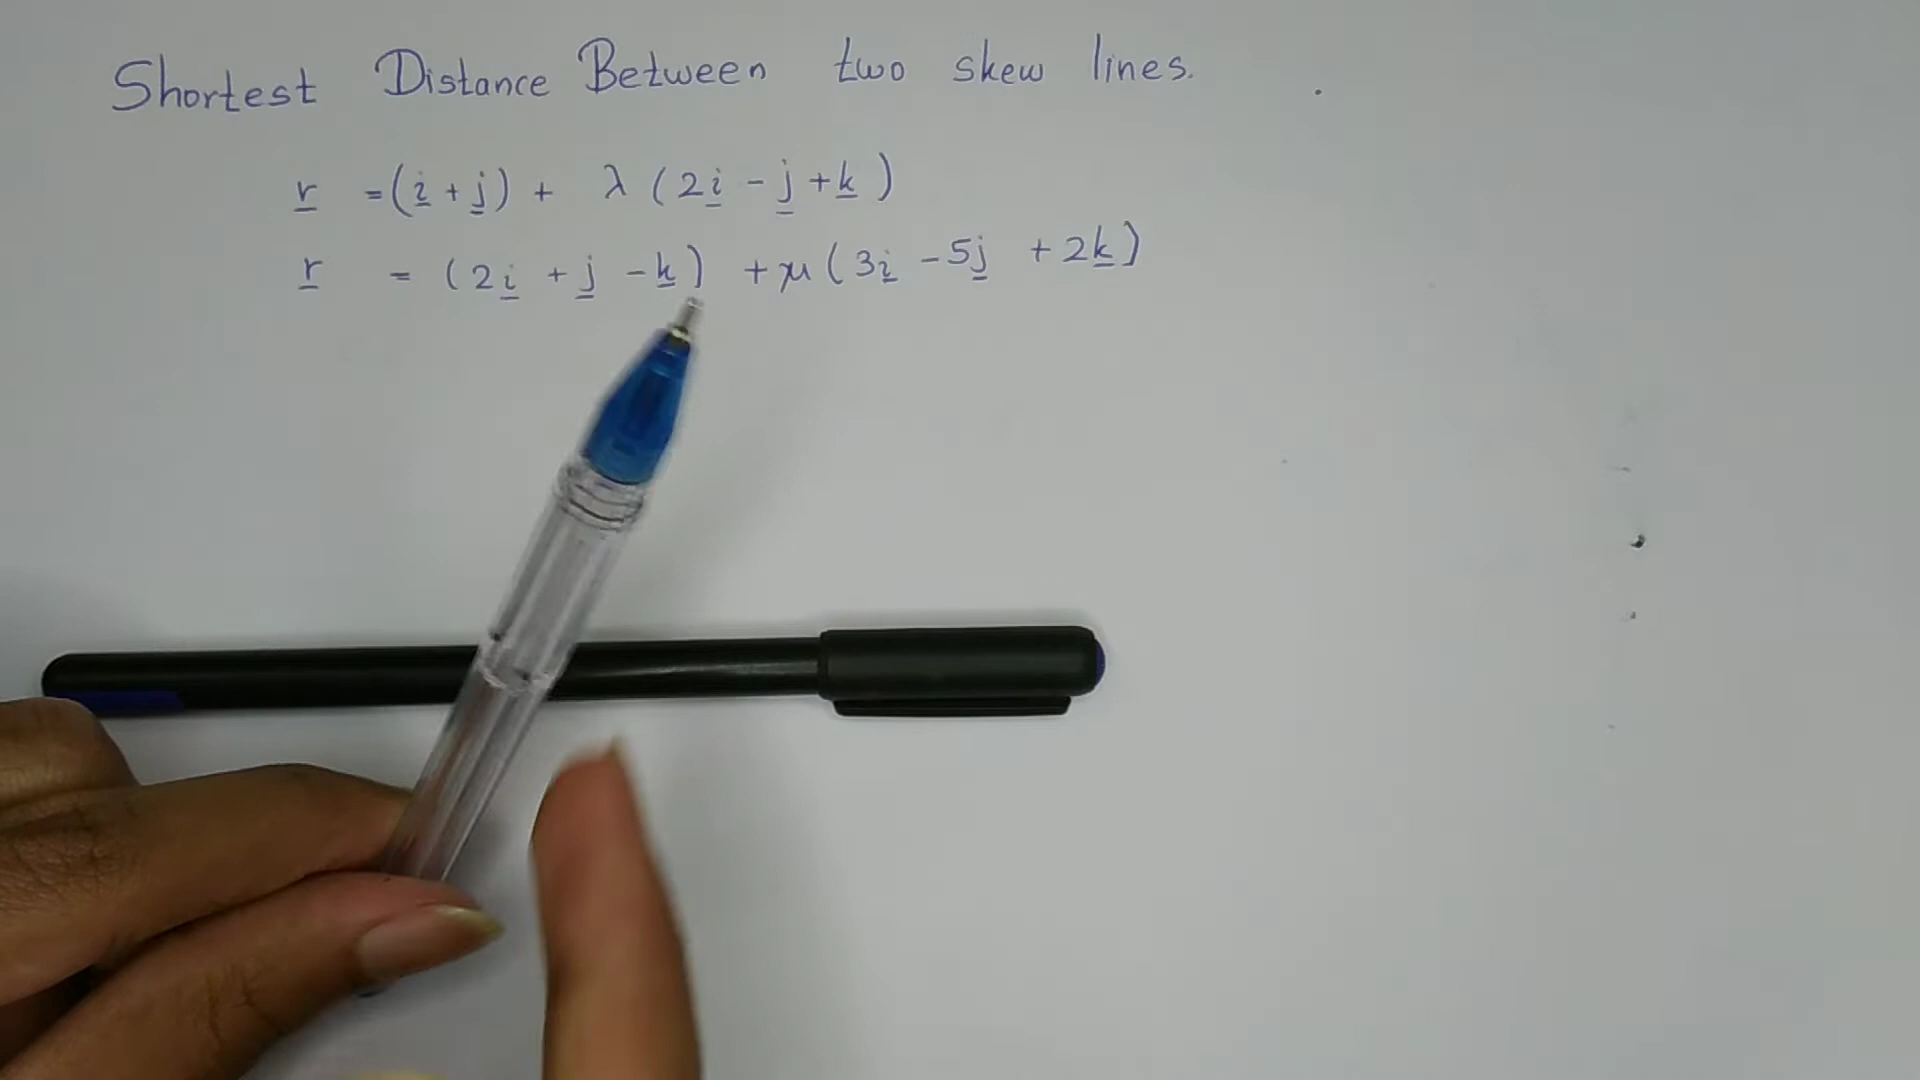 Shortest Distance Between two skew lines.
r = (i + j) + λ (2i - j + k)
r = (2i + j - k) + μ (3i - 5j + 2k)